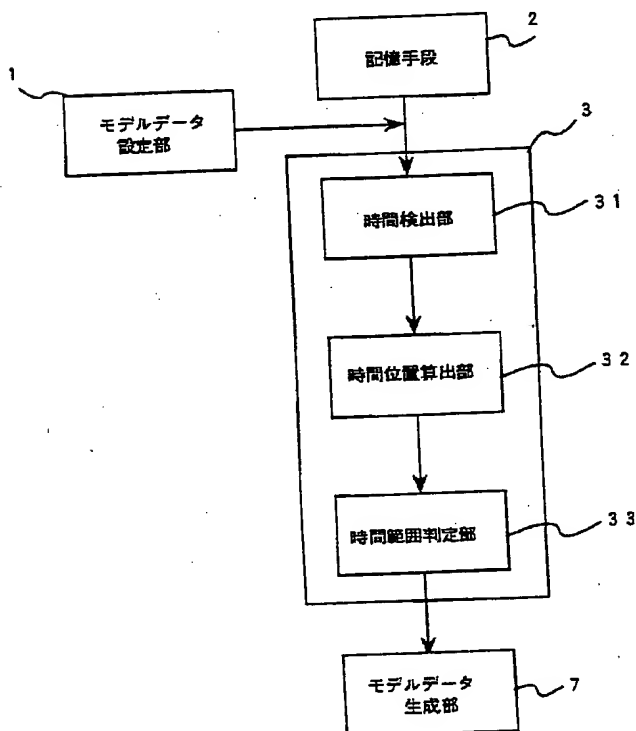 2
記憶手段
1
モデルデータ
設定部
3
時間検出部
31
時間位置算出部
32
時間範囲判定部
33
モデルデータ
生成部
7